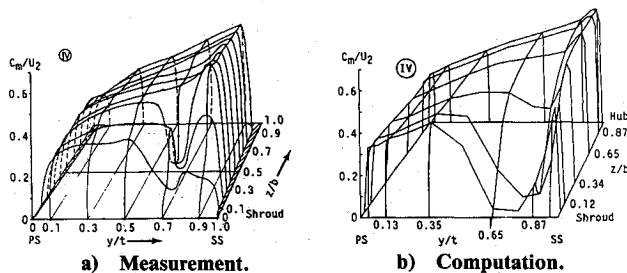 Cm/U2
IV
0.6
0.4
0.2
0
0
0.1
0.3
0.5
0.7
0.9
1.0
PS
y/t
SS
1.0
0.9
0.7
0.5
0.3
0.1
0
z/b
Shroud
a) Measurement.
Cm/U2
IV
0.6
0.4
0.2
0
0.13
0.35
0.65
0.87
PS
y/t
SS
Hub
0.87
0.65
z/b
0.34
0.12
Shroud
b) Computation.